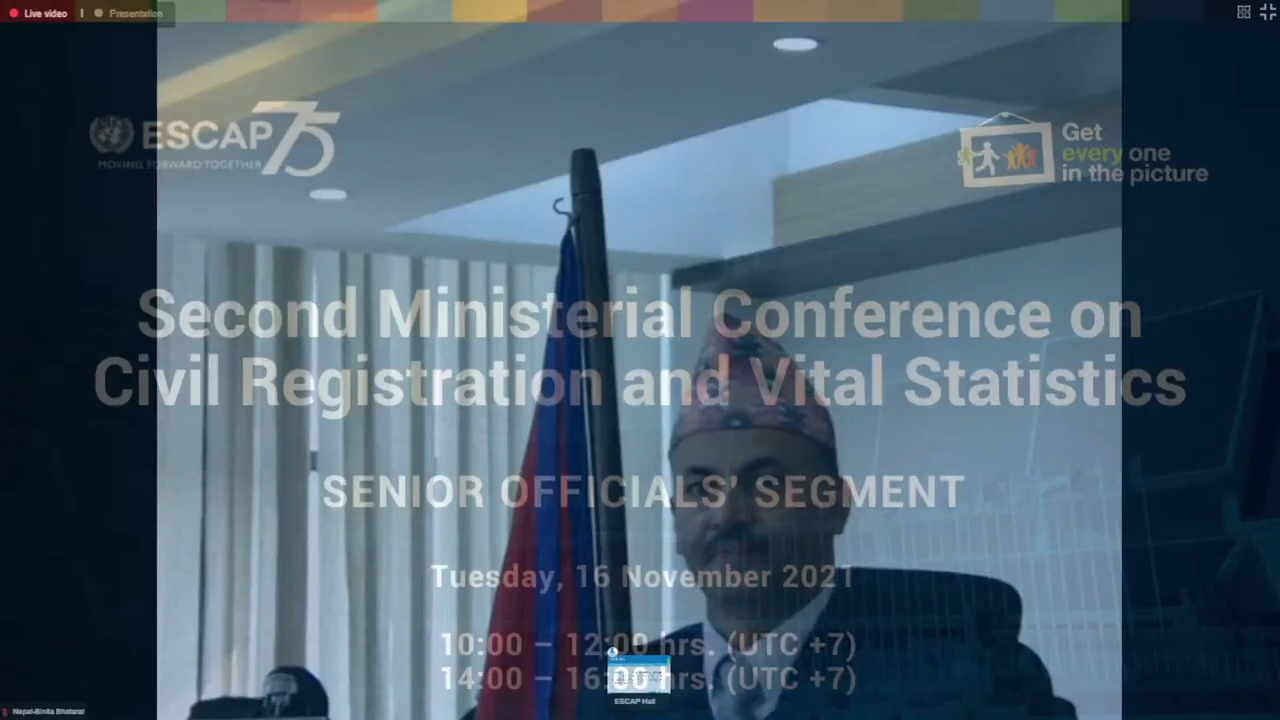 Live video
Presentation
ESCAP 75
MOVING FORWARD TOGETHER
Get
every one
in the picture
Second Ministerial Conference on
Civil Registration and Vital Statistics
SENIOR OFFICIALS' SEGMENT
Tuesday, 16 November 2021
10:00 – 12:00 hrs. (UTC +7)
14:00 – 16:00 hrs. (UTC +7)
ESCAP Hall
Nepal-Binita Bhatarai